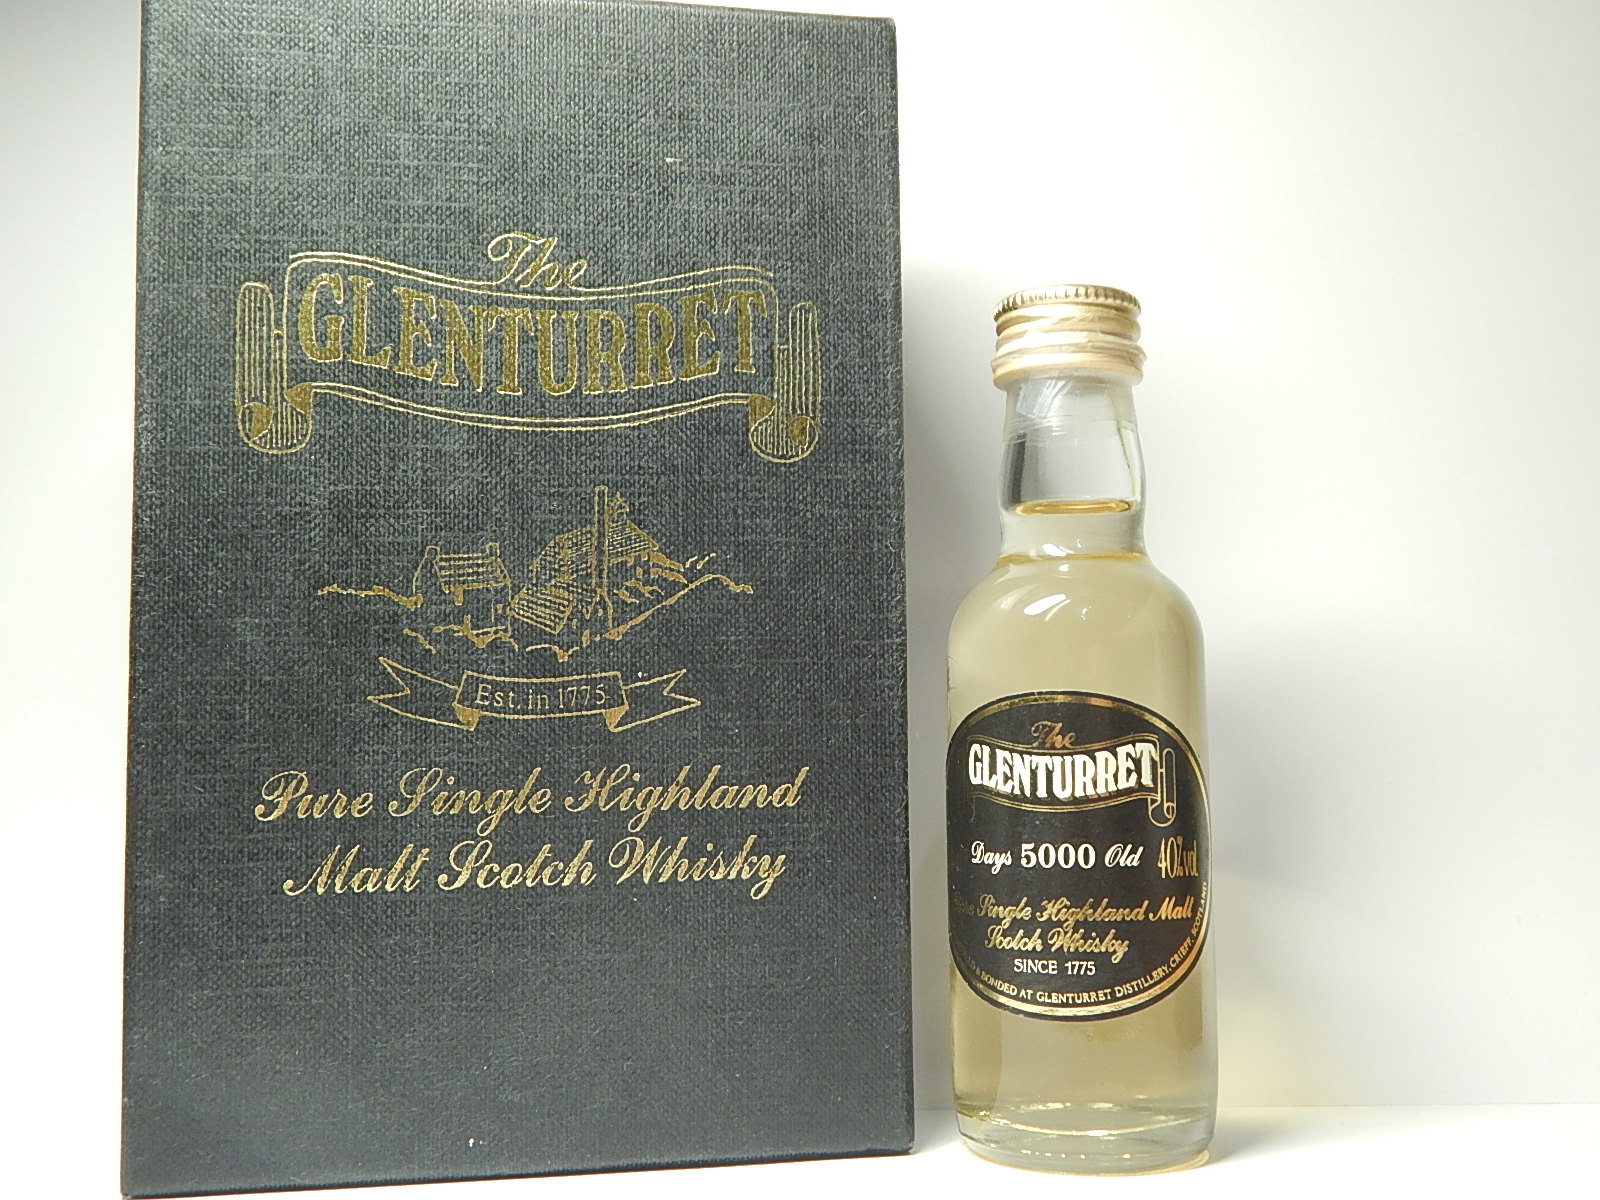 The
GLENTURRET
Est. in 1775
Pure Single Highland
Malt Scotch Whisky
The
GLENTURRET
Days 5000 Old 40%vol
Single Highland Malt
Scotch Whisky
SINCE 1775
& BONDED AT GLENTURRET DISTILLERY, CRIEFF, SCOTLAND